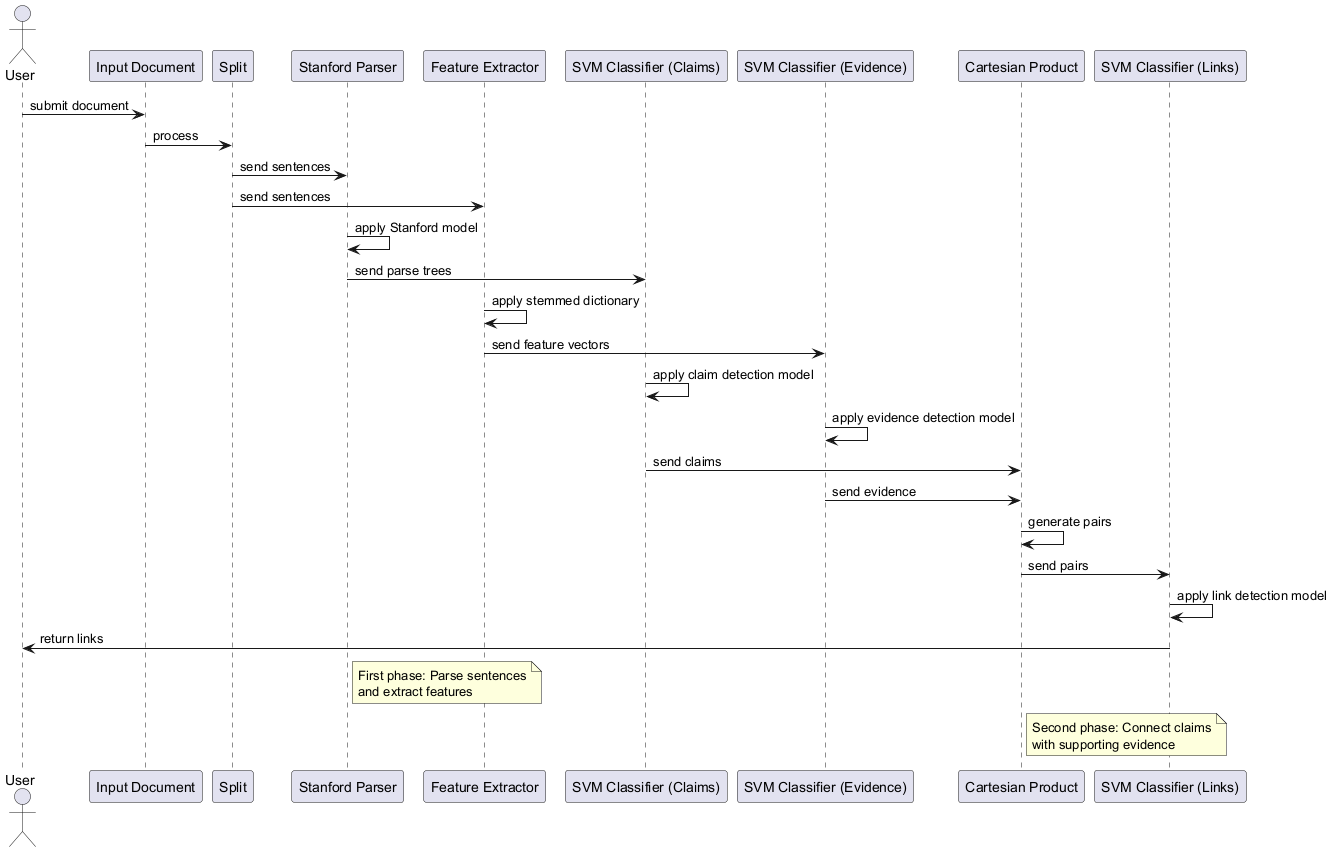 User
Input Document
Split
Stanford Parser
Feature Extractor
SVM Classifier (Claims)
SVM Classifier (Evidence)
Cartesian Product
SVM Classifier (Links)
submit document
process
send sentences
send sentences
apply Stanford model
send parse trees
apply stemmed dictionary
send feature vectors
apply claim detection model
apply evidence detection model
send claims
send evidence
generate pairs
send pairs
apply link detection model
return links
First phase: Parse sentences
and extract features
Second phase: Connect claims
with supporting evidence
User
Input Document
Split
Stanford Parser
Feature Extractor
SVM Classifier (Claims)
SVM Classifier (Evidence)
Cartesian Product
SVM Classifier (Links)